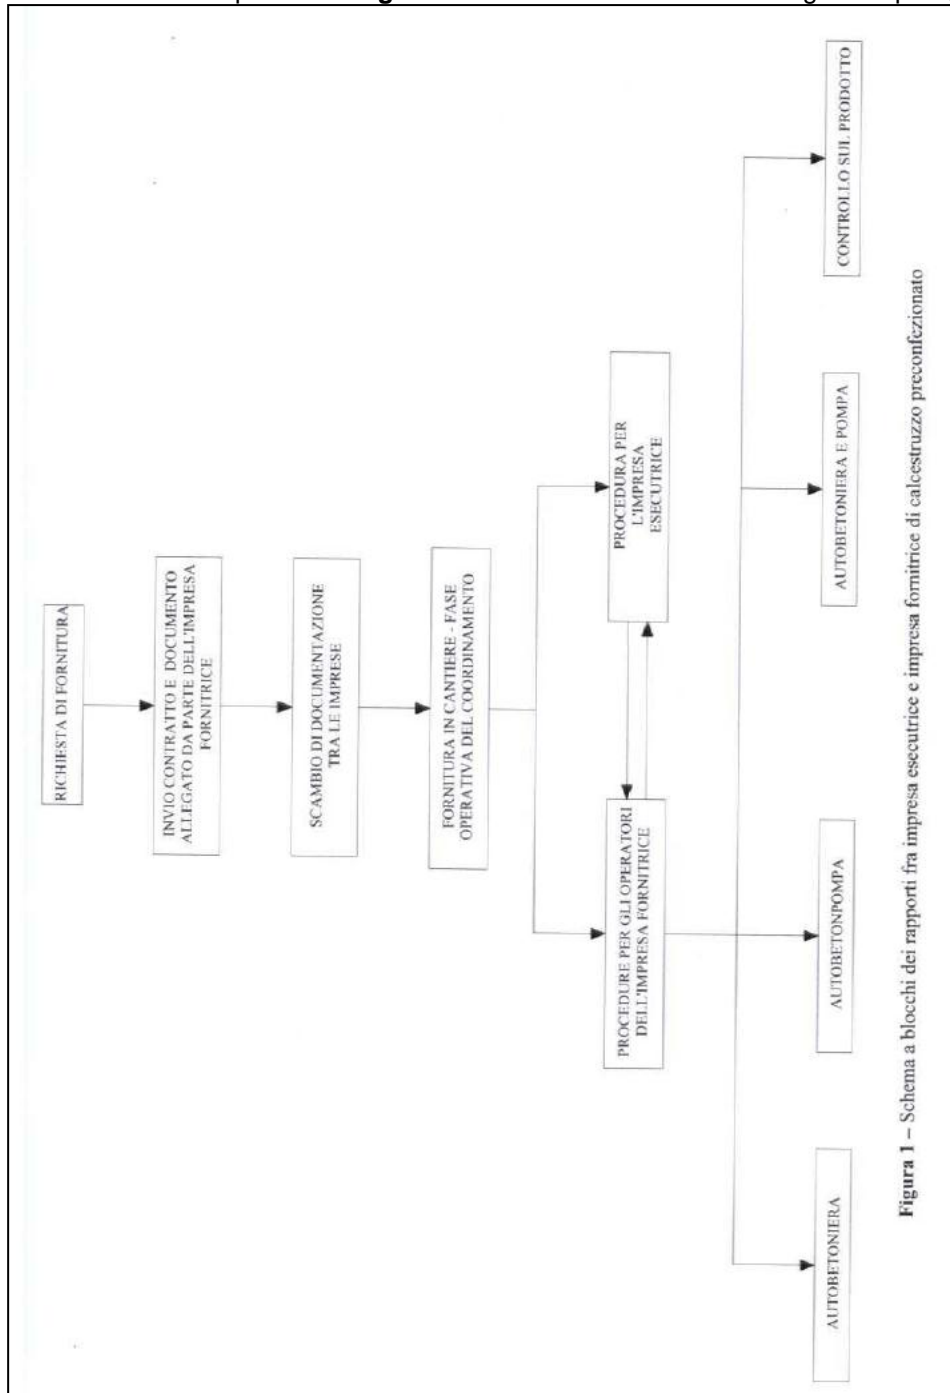 RICHIESTA DI FORNITURA
INVIO CONTRATTO E DOCUMENTO
ALLEGATO DA PARTE DELL'IMPRESA
FORNITRICE
SCAMBIO DI DOCUMENTAZIONE
TRA LE IMPRESE
FORNITURA IN CANTIERE - FASE
OPERATIVA DEL COORDINAMENTO
PROCEDURE PER GLI OPERATORI
DELL'IMPRESA FORNITRICE
PROCEDURA PER
L'IMPRESA
ESECUTRICE
AUTOBETONIERA
AUTOBETONPOMPA
AUTOBETONIERA E POMPA
CONTROLLO SUL PRODOTTO
Figura 1 – Schema a blocchi dei rapporti fra impresa esecutrice e impresa fornitrice di calcestruzzo preconfezionato